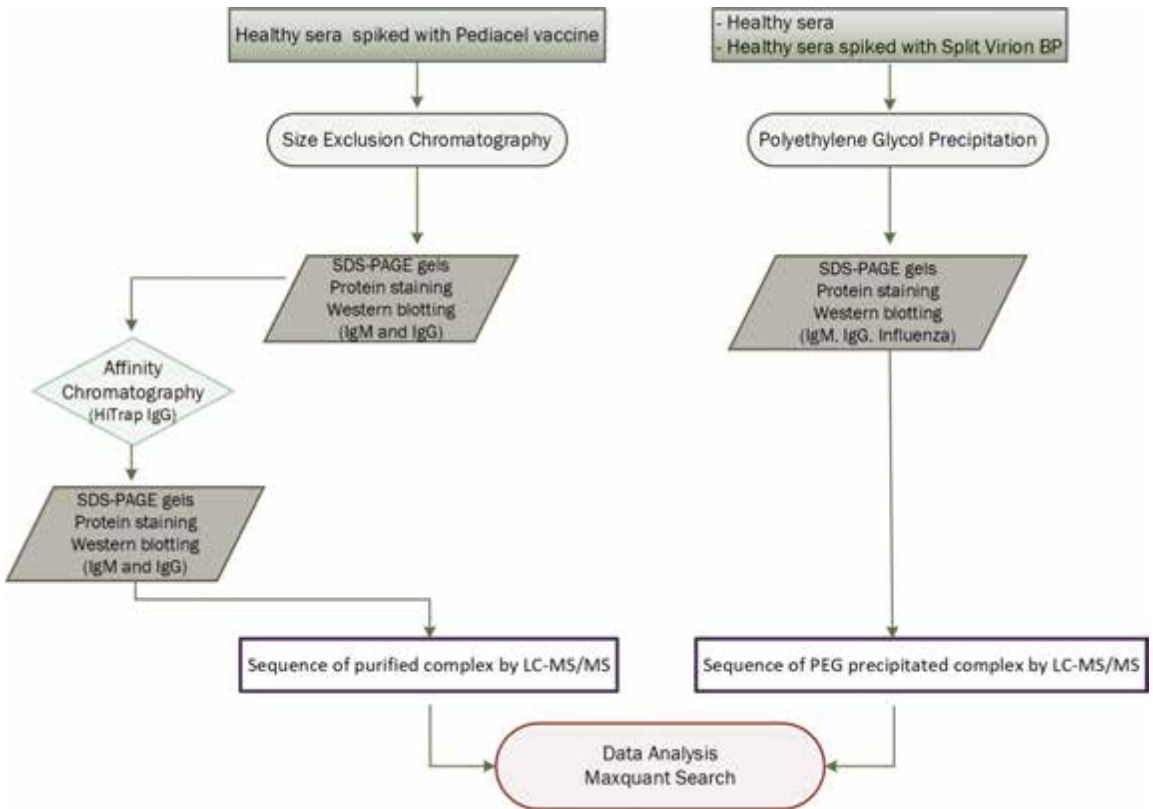 Healthy sera spiked with Pediacel vaccine
- Healthy sera
- Healthy sera spiked with Split Virion BP
Size Exclusion Chromatography
Polyethylene Glycol Precipitation
SDS-PAGE gels
Protein staining
Western blotting
(IgM and IgG)
SDS-PAGE gels
Protein staining
Western blotting
(IgM, IgG, Influenza)
Affinity
Chromatography
(HiTrap IgG)
SDS-PAGE gels
Protein staining
Western blotting
(IgM and IgG)
Sequence of purified complex by LC-MS/MS
Sequence of PEG precipitated complex by LC-MS/MS
Data Analysis
Maxquant Search